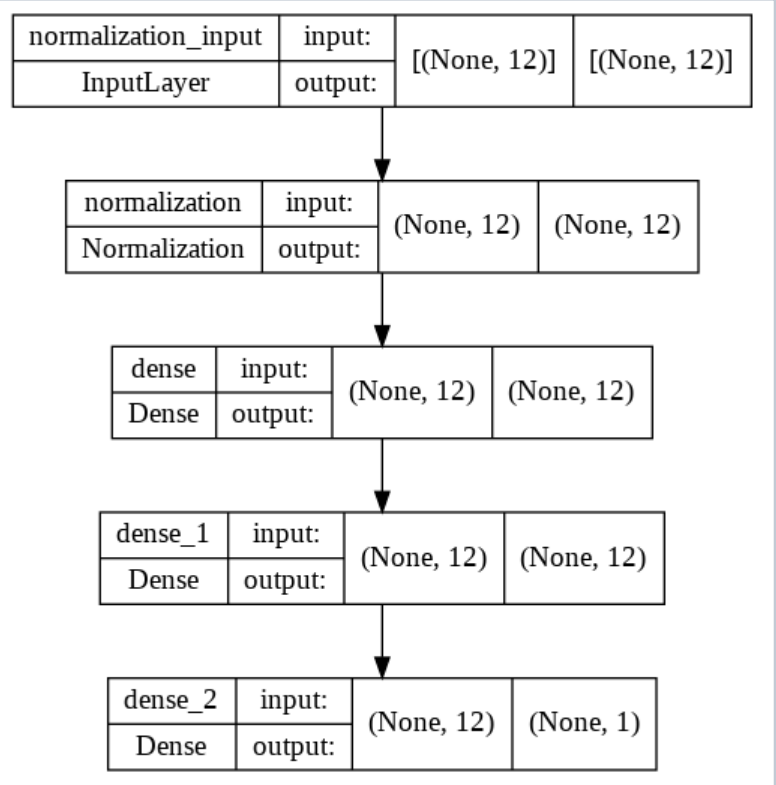 normalization_input input: [(None, 12)] [(None, 12)]
InputLayer output:
normalization input: (None, 12) (None, 12)
Normalization output:
dense input: (None, 12) (None, 12)
Dense output:
dense_1 input: (None, 12) (None, 12)
Dense output:
dense_2 input: (None, 12) (None, 1)
Dense output: